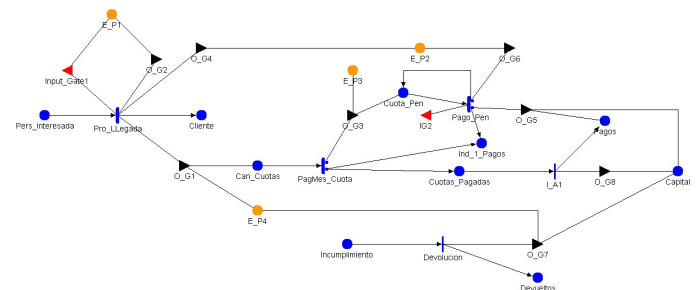 E_P1
O_G2
Input_Gate1
O_G4
E_P2
O_G6
E_P3
Cuota_Pen
O_G3
IG2
Pago_Pen
O_G5
Pagos
Pers_Interesada
Pro_LLegada
Cliente
Ind_1_Pagos
O_G1
Can_Cuotas
PagMes_Cuota
Cuotas_Pagadas
I_A1
O_G8
Capital
E_P4
Incumplimiento
Devolucion
O_G7
Devueltos